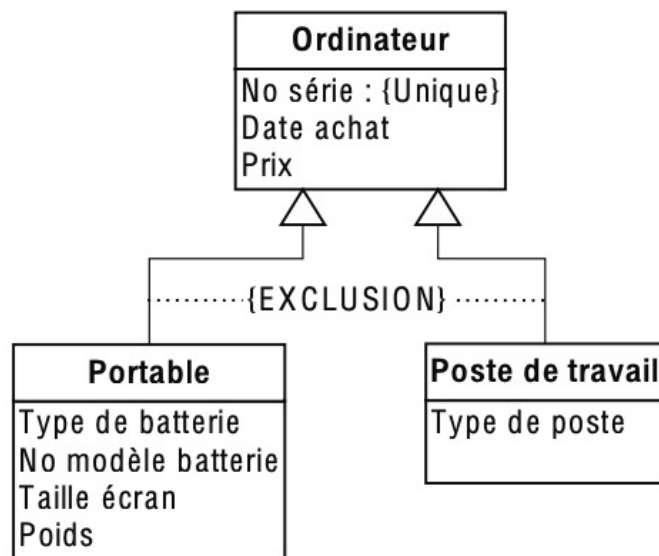 Ordinateur
No série : {Unique}
Date achat
Prix
{EXCLUSION}
Portable
Type de batterie
No modèle batterie
Taille écran
Poids
Poste de travail
Type de poste